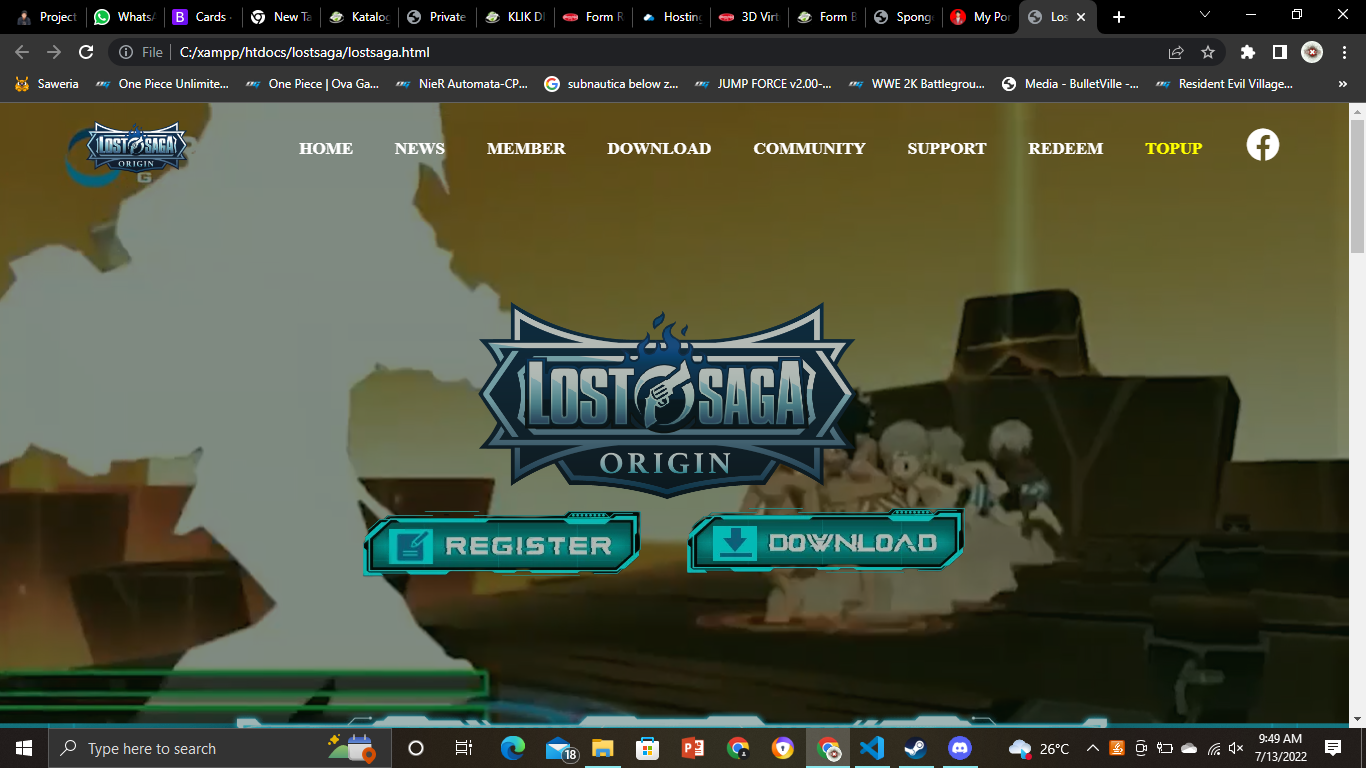 Project
WhatsA
B Cards -
New Ta
Katalog
Private
KLIK DI
Form R
Hosting
3D Virt
Form B
Spong
My Por
Los
File C:/xampp/htdocs/lostsaga/lostsaga.html
Saweria
One Piece Unlimite...
One Piece | Ova Ga...
NieR Automata-CP...
subnautica below z...
JUMP FORCE v2.00-...
WWE 2K Battlegrou...
Media - BulletVille -...
Resident Evil Village...
»
LOST SAGA
ORIGIN
HOME NEWS MEMBER DOWNLOAD COMMUNITY SUPPORT REDEEM TOPUP
LOST SAGA
ORIGIN
REGISTER
DOWNLOAD
Type here to search
18
26°C
9:49 AM
7/13/2022